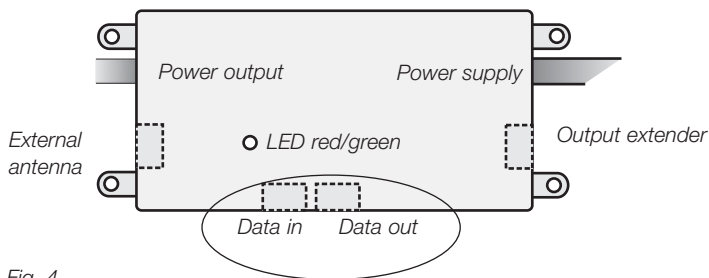 Power output
Power supply
External
antenna
LED red/green
Output extender
Data in
Data out
Fig. 4